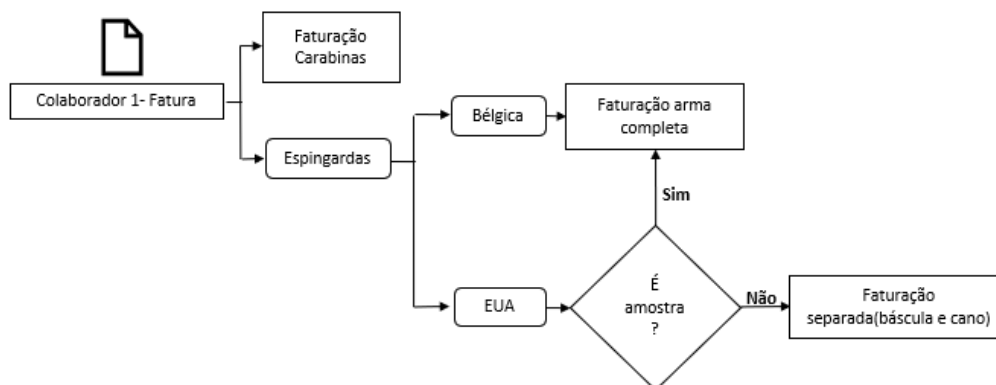 Faturação
Carabinas
Colaborador 1- Fatura
Espingardas
Bélgica
Faturação arma
completa
Sim
EUA
É
amostra
?
Não
Faturação
separada(báscula e cano)